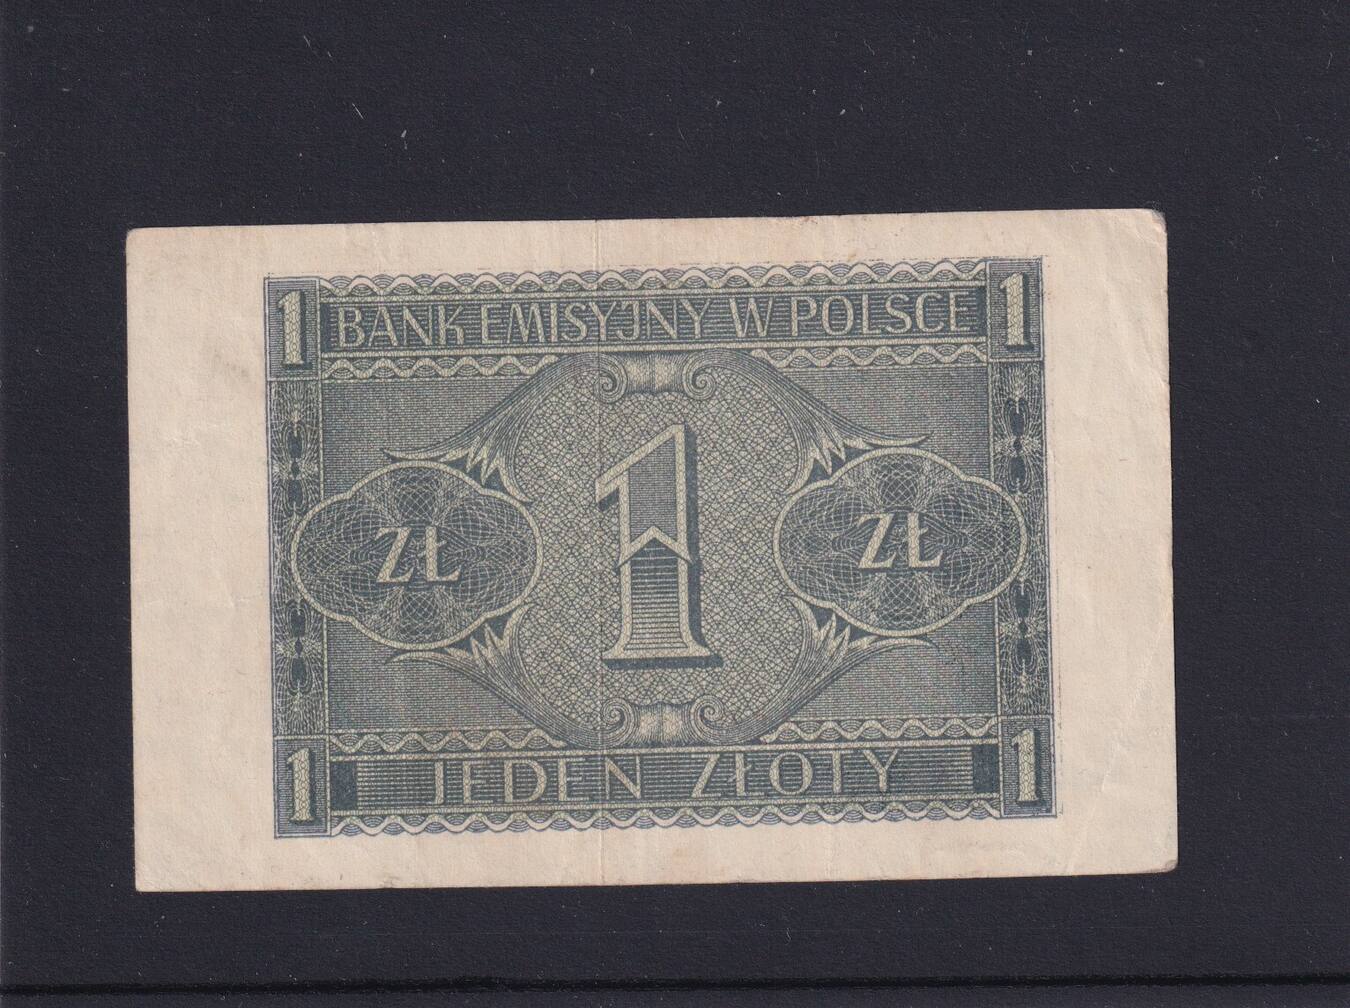 1 BANK EMISYJNY W POLSCE 1
ZŁ 1 ZŁ
1 JEDEN ZŁOTY 1